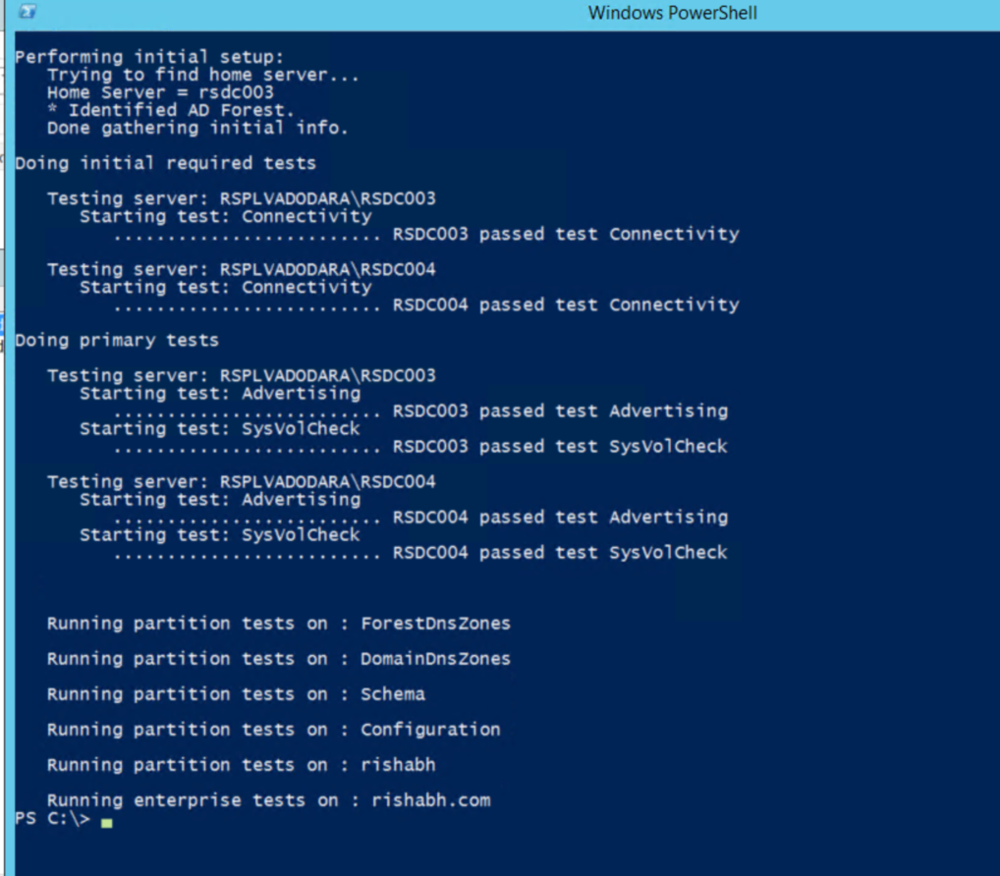 Windows PowerShell
Performing initial setup:
Trying to find home server...
Home Server = rsdc003
* Identified AD Forest.
Done gathering initial info.
Doing initial required tests
Testing server: RSPLVADODARA\RSDC003
Starting test: Connectivity
......................... RSDC003 passed test Connectivity
Testing server: RSPLVADODARA\RSDC004
Starting test: Connectivity
......................... RSDC004 passed test Connectivity
Doing primary tests
Testing server: RSPLVADODARA\RSDC003
Starting test: Advertising
......................... RSDC003 passed test Advertising
Starting test: SysVolCheck
......................... RSDC003 passed test SysVolCheck
Testing server: RSPLVADODARA\RSDC004
Starting test: Advertising
......................... RSDC004 passed test Advertising
Starting test: SysVolCheck
......................... RSDC004 passed test SysVolCheck
Running partition tests on : ForestDnsZones
Running partition tests on : DomainDnsZones
Running partition tests on : Schema
Running partition tests on : Configuration
Running partition tests on : rishabh
Running enterprise tests on : rishabh.com
PS C:\>